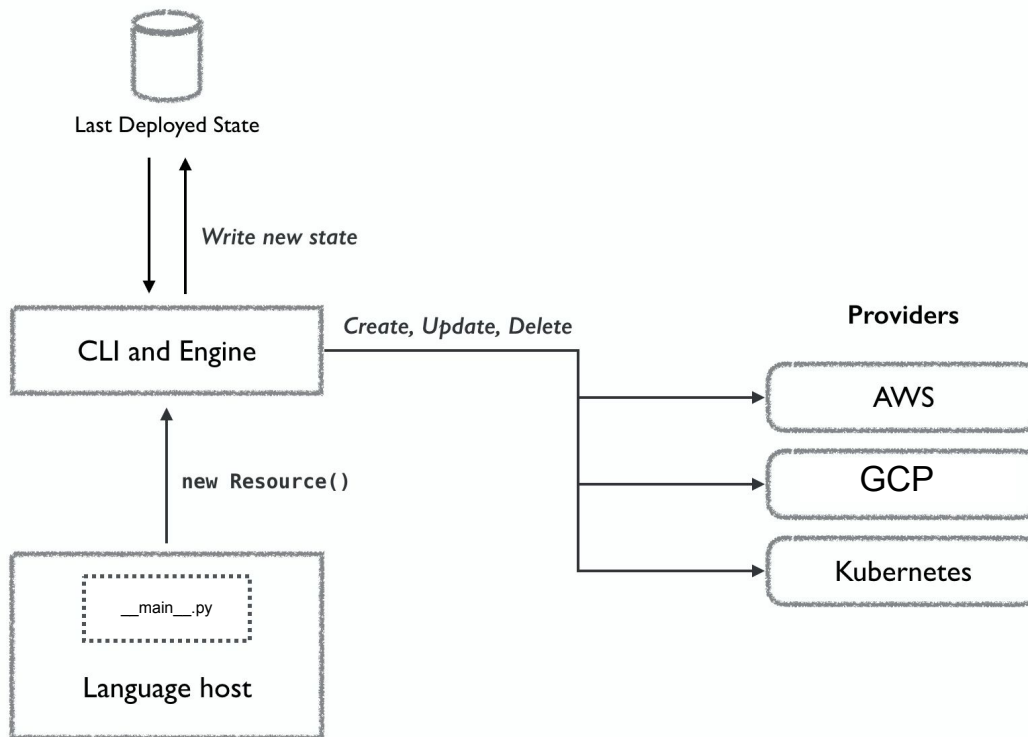 Last Deployed State
Write new state
CLI and Engine
Create, Update, Delete
Providers
AWS
GCP
Kubernetes
new Resource()
__main__.py
Language host